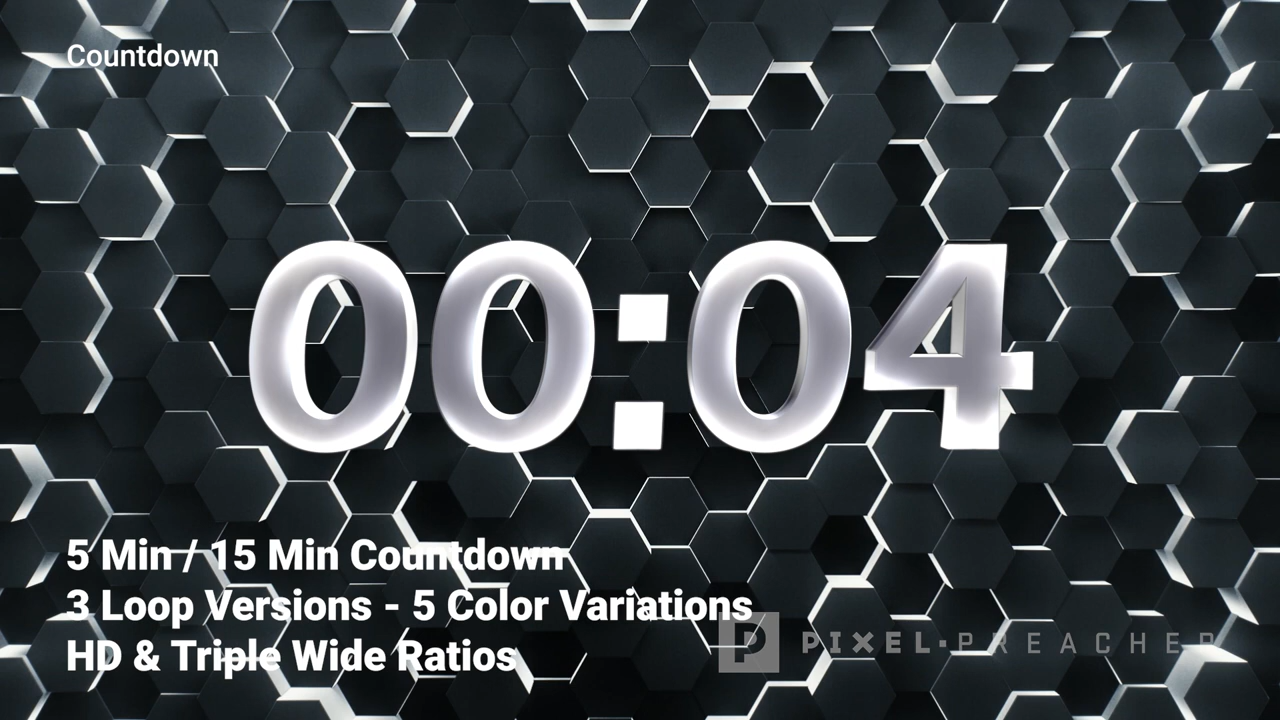 Countdown
00:04
5 Min / 15 Min Countdown
3 Loop Versions - 5 Color Variations
HD & Triple Wide Ratios
P PIXEL·PREACHER